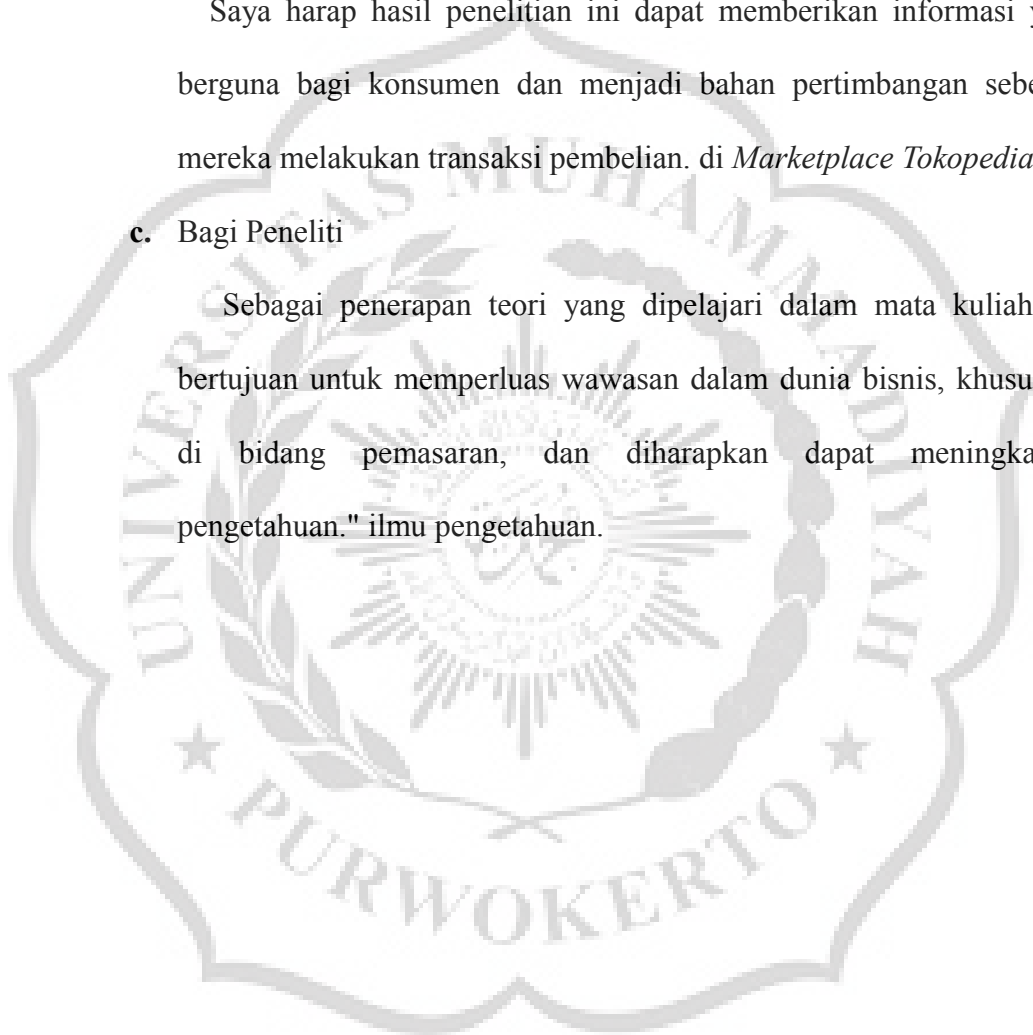 Saya harap hasil penelitian ini dapat memberikan informasi y
berguna bagi konsumen dan menjadi bahan pertimbangan sebe
mereka melakukan transaksi pembelian. di Marketplace Tokopedia
c. Bagi Peneliti
Sebagai penerapan teori yang dipelajari dalam mata kuliah
bertujuan untuk memperluas wawasan dalam dunia bisnis, khusu
di bidang pemasaran, dan diharapkan dapat meningka
pengetahuan." ilmu pengetahuan.
UNIVERSITAS MUHAMMADIYAH
PURWOKERTO